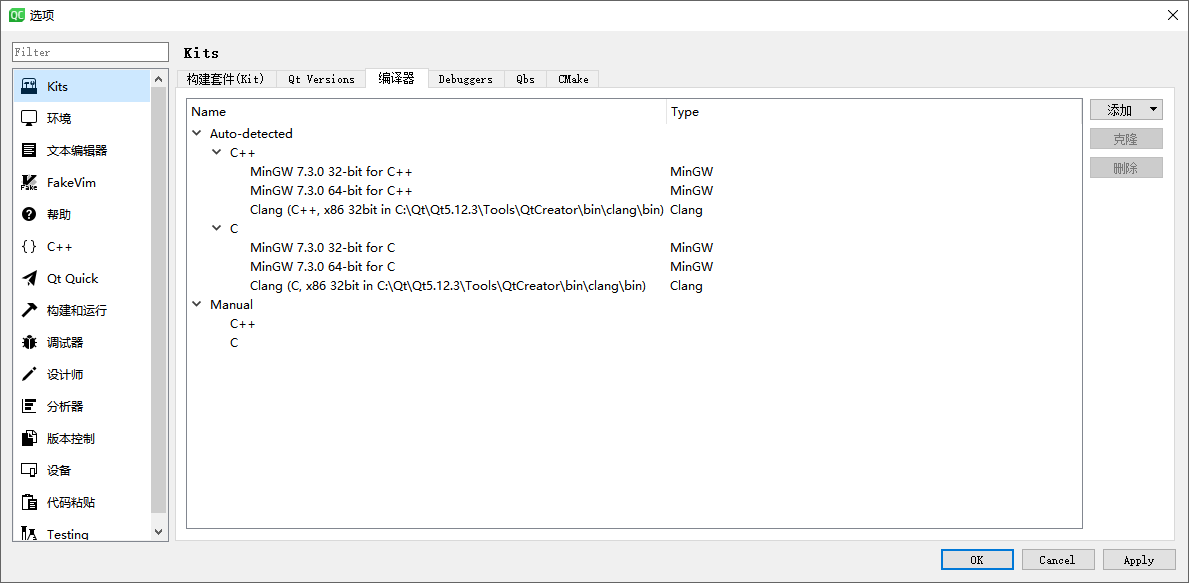 QC 选项
Filter
Kits
环境
文本编辑器
FakeVim
帮助
C++
Qt Quick
构建和运行
调试器
设计师
分析器
版本控制
设备
代码粘贴
Testing
Kits
构建套件(Kit) Qt Versions 编译器 Debuggers Qbs CMake
Name Type
Auto-detected
C++
MinGW 7.3.0 32-bit for C++ MinGW
MinGW 7.3.0 64-bit for C++ MinGW
Clang (C++, x86 32bit in C:\Qt\Qt5.12.3\Tools\QtCreator\bin\clang\bin) Clang
C
MinGW 7.3.0 32-bit for C MinGW
MinGW 7.3.0 64-bit for C MinGW
Clang (C, x86 32bit in C:\Qt\Qt5.12.3\Tools\QtCreator\bin\clang\bin) Clang
Manual
C++
C
添加
克隆
删除
OK Cancel Apply